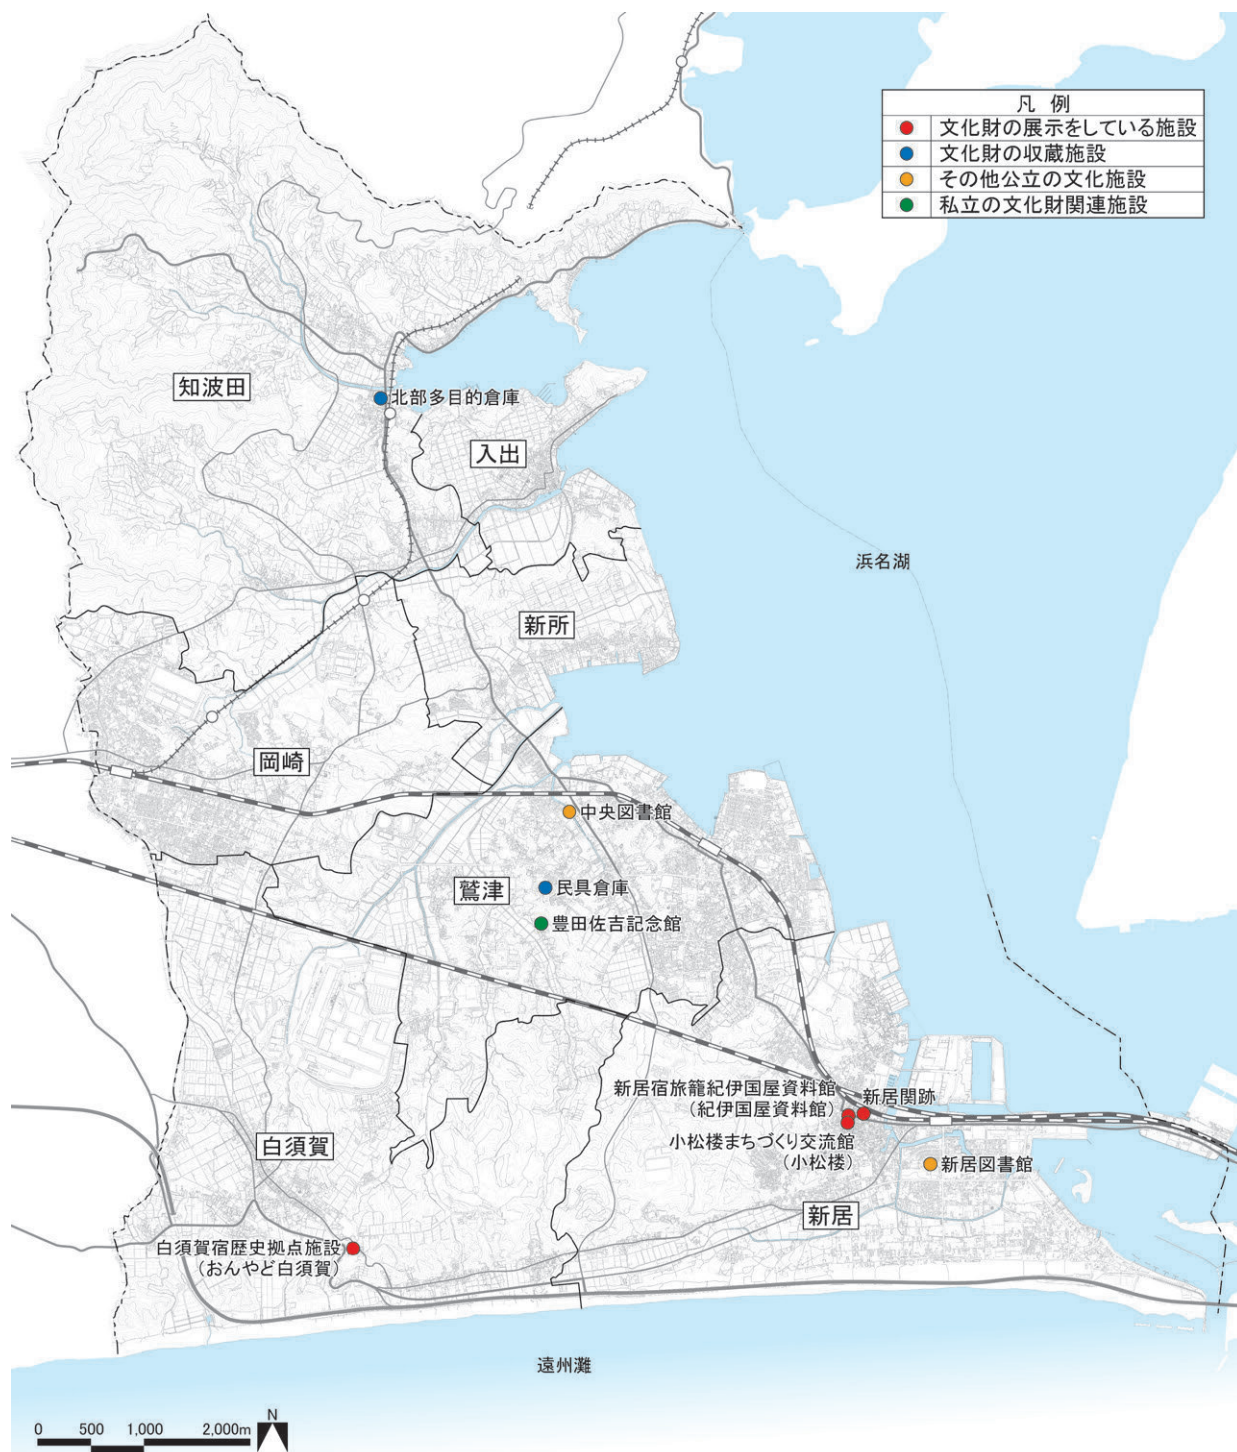 凡 例
文化財の展示をしている施設
文化財の収蔵施設
その他公立の文化施設
私立の文化財関連施設
知波田
北部多目的倉庫
入出
浜名湖
新所
岡崎
中央図書館
鷲津
民具倉庫
豊田佐吉記念館
新居宿旅籠紀伊国屋資料館
(紀伊国屋資料館)
新居関跡
小松楼まちづくり交流館
(小松楼)
白須賀
新居図書館
新居
白須賀宿歴史拠点施設
(おんやど白須賀)
遠州灘
0 500 1,000 2,000m
N